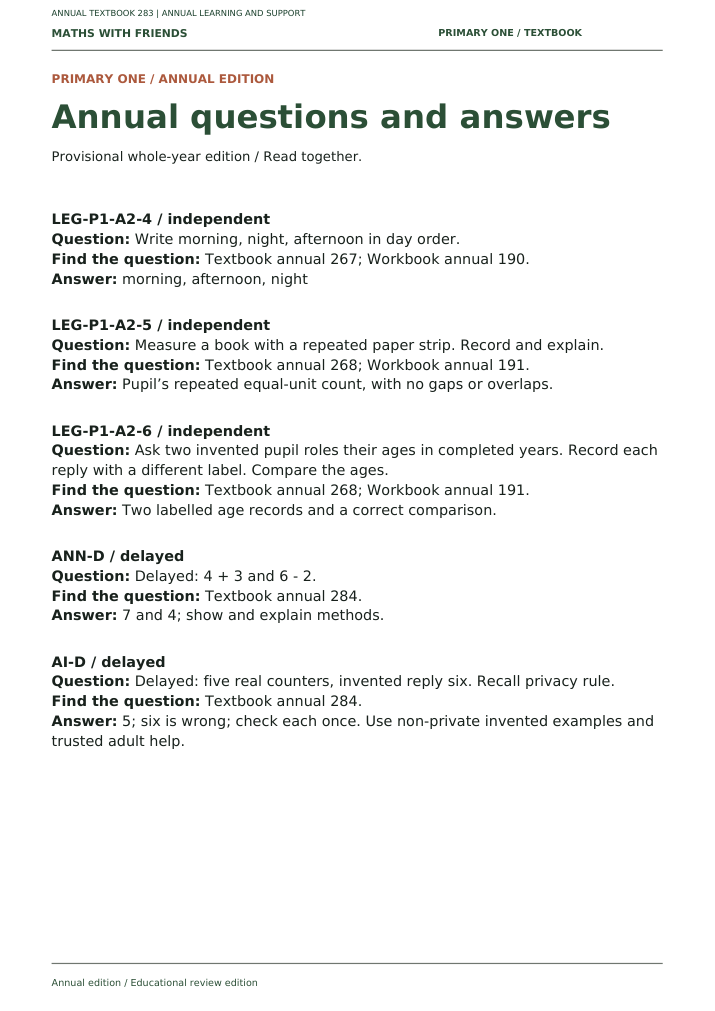 ANNUAL TEXTBOOK 283 | ANNUAL LEARNING AND SUPPORT
MATHS WITH FRIENDS
PRIMARY ONE / TEXTBOOK
PRIMARY ONE / ANNUAL EDITION
Annual questions and answers
Provisional whole-year edition / Read together.
LEG-P1-A2-4 / independent
Question: Write morning, night, afternoon in day order.
Find the question: Textbook annual 267; Workbook annual 190.
Answer: morning, afternoon, night
LEG-P1-A2-5 / independent
Question: Measure a book with a repeated paper strip. Record and explain.
Find the question: Textbook annual 268; Workbook annual 191.
Answer: Pupil’s repeated equal-unit count, with no gaps or overlaps.
LEG-P1-A2-6 / independent
Question: Ask two invented pupil roles their ages in completed years. Record each
reply with a different label. Compare the ages.
Find the question: Textbook annual 268; Workbook annual 191.
Answer: Two labelled age records and a correct comparison.
ANN-D / delayed
Question: Delayed: 4 + 3 and 6 - 2.
Find the question: Textbook annual 284.
Answer: 7 and 4; show and explain methods.
AI-D / delayed
Question: Delayed: five real counters, invented reply six. Recall privacy rule.
Find the question: Textbook annual 284.
Answer: 5; six is wrong; check each once. Use non-private invented examples and
trusted adult help.
Annual edition / Educational review edition